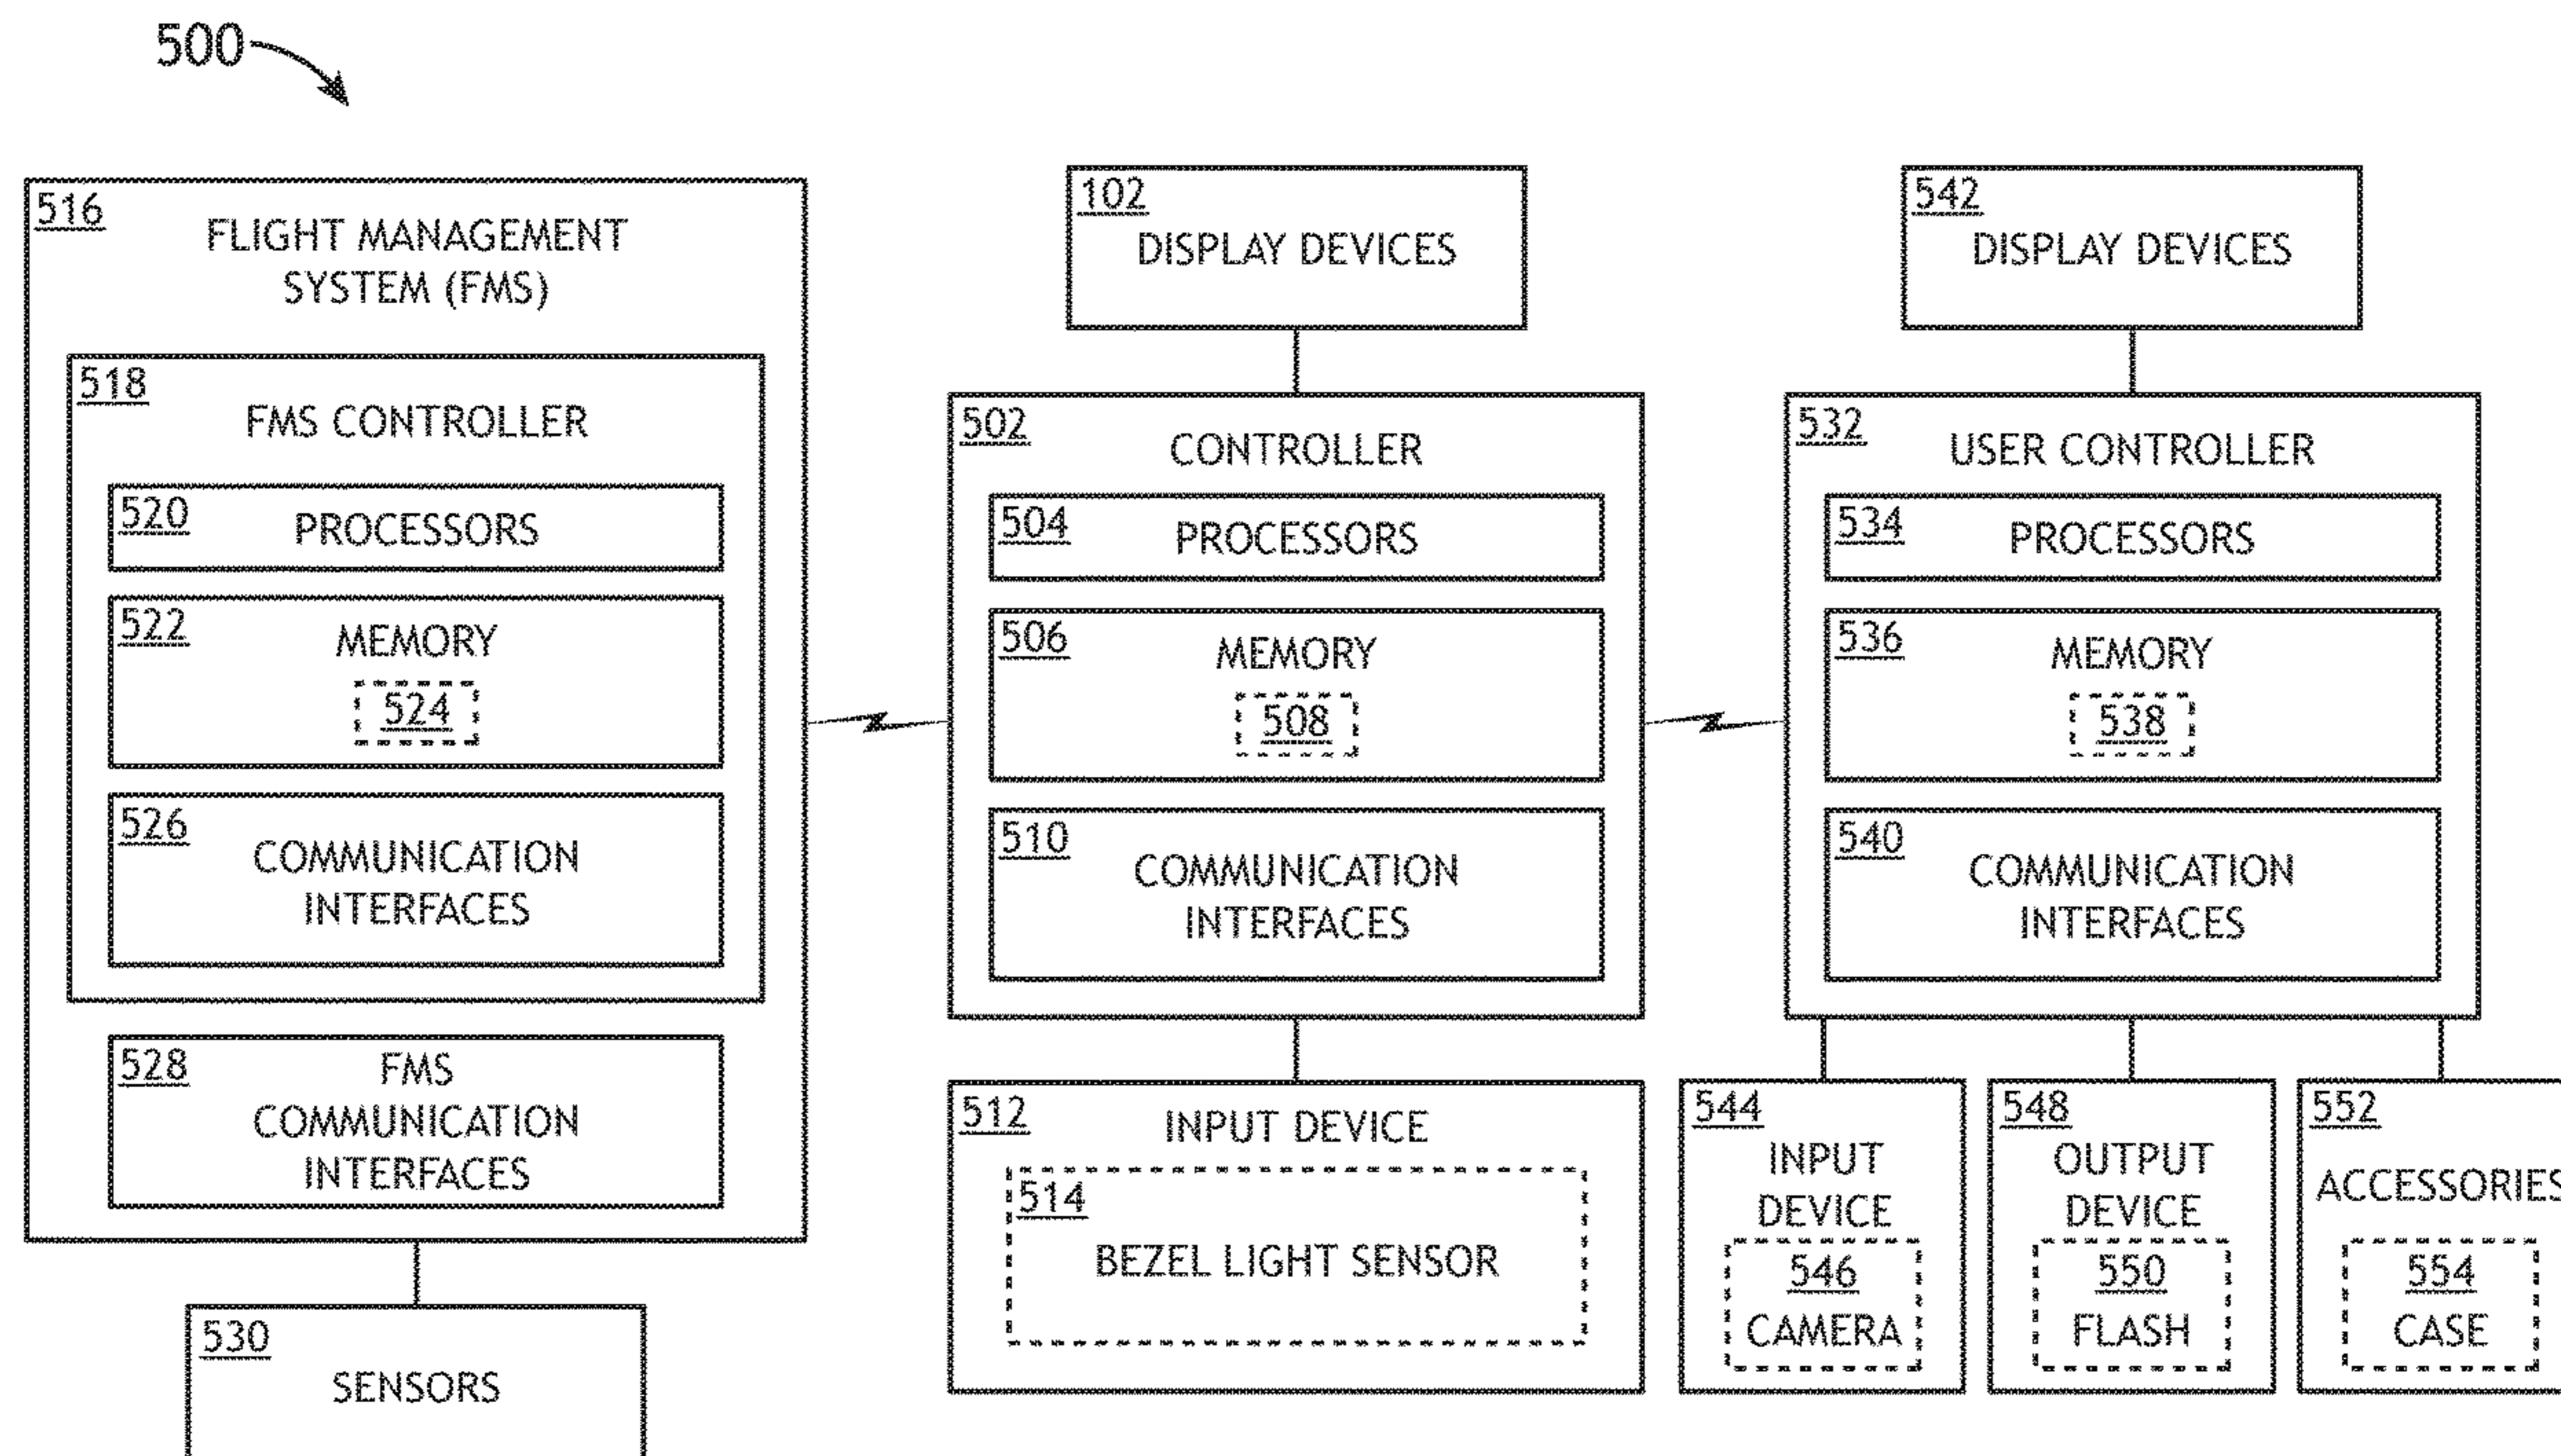 500
516
FLIGHT MANAGEMENT
SYSTEM (FMS)
518
FMS CONTROLLER
520
PROCESSORS
522
MEMORY
524
526
COMMUNICATION
INTERFACES
528
FMS
COMMUNICATION
INTERFACES
530
SENSORS
102
DISPLAY DEVICES
502
CONTROLLER
504
PROCESSORS
506
MEMORY
508
510
COMMUNICATION
INTERFACES
512
INPUT DEVICE
514
BEZEL LIGHT SENSOR
542
DISPLAY DEVICES
532
USER CONTROLLER
534
PROCESSORS
536
MEMORY
538
540
COMMUNICATION
INTERFACES
544
INPUT
DEVICE
546
CAMERA
548
OUTPUT
DEVICE
550
FLASH
552
ACCESSORIES
554
CASE